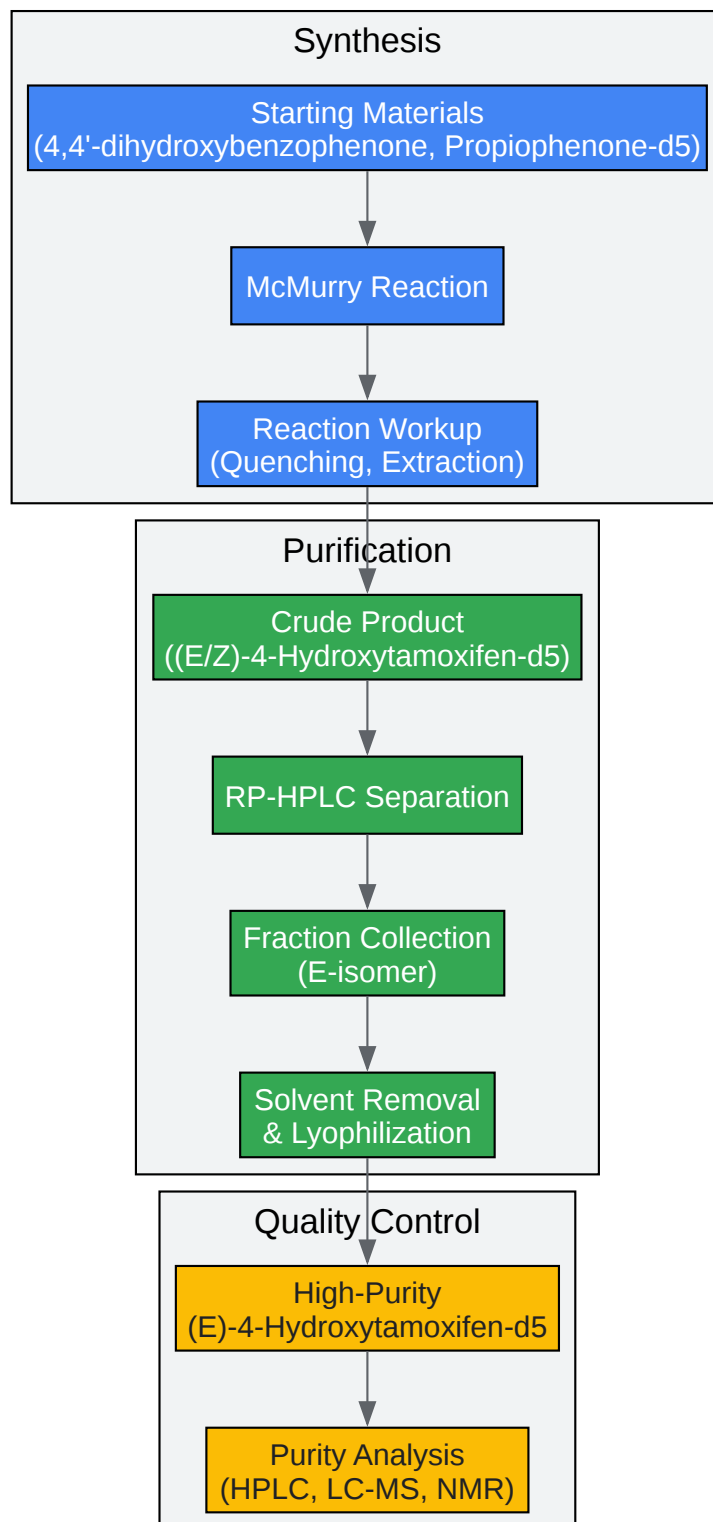 Synthesis
Starting Materials
(4,4'-dihydroxybenzophenone, Propiophenone-d5)
McMurry Reaction
Reaction Workup
(Quenching, Extraction)
Purification
Crude Product
((E/Z)-4-Hydroxytamoxifen-d5)
RP-HPLC Separation
Fraction Collection
(E-isomer)
Solvent Removal
& Lyophilization
Quality Control
High-Purity
(E)-4-Hydroxytamoxifen-d5
Purity Analysis
(HPLC, LC-MS, NMR)